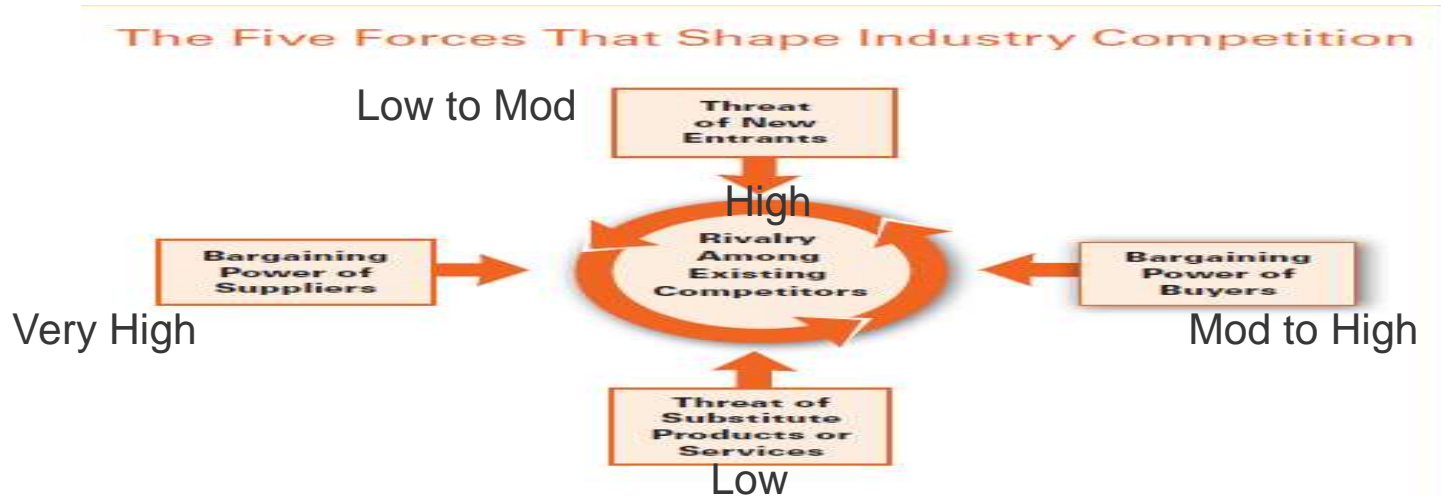 The Five Forces That Shape Industry Competition
Low to Mod
Threat
of New
Entrants
High
Rivalry
Among
Existing
Competitors
Bargaining
Power of
Suppliers
Very High
Bargaining
Power of
Buyers
Mod to High
Threat of
Substitute
Products or
Services
Low